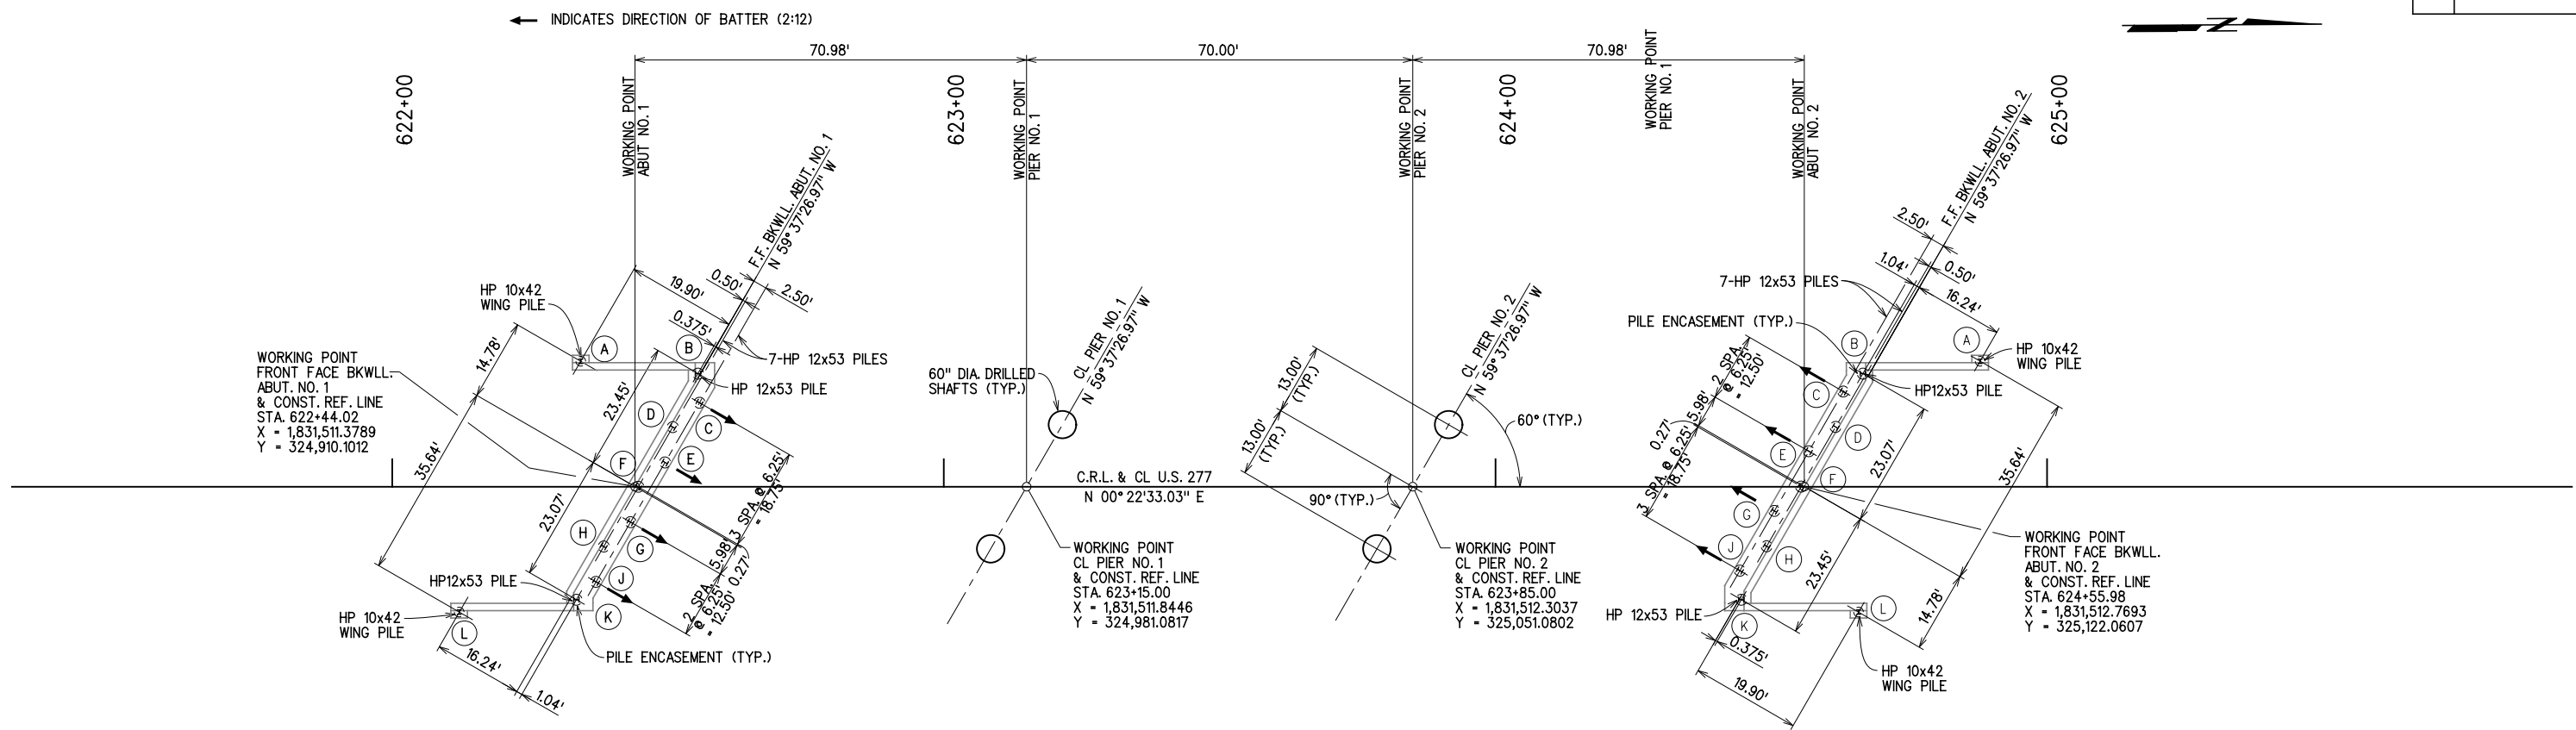 INDICATES DIRECTION OF BATTER (2:12)
N
70.98'
70.00'
70.98'
622+00
623+00
624+00
625+00
WORKING POINT
ABUT NO. 1
WORKING POINT
PIER NO. 1
WORKING POINT
PIER NO. 2
WORKING POINT
PIER NO. 1
WORKING POINT
ABUT NO. 2
F.F. BKWLL. ABUT. NO. 1
N 59°37'26.97" W
19.90'
0.50'
2.50'
0.375'
HP 10x42
WING PILE
A
B
7-HP 12x53 PILES
HP 12x53 PILE
WORKING POINT
FRONT FACE BKWLL.
ABUT. NO. 1
& CONST. REF. LINE
STA. 622+44.02
X = 1,831,511.3789
Y = 324,910.1012
14.78'
35.64'
23.45'
23.07'
D
C
E
F
H
G
J
K
L
3 SPA. @ 6.25'
= 18.75'
5.98'
0.27'
2 SPA.
@ 6.25'
= 12.50'
HP12x53 PILE
HP 10x42
WING PILE
16.24'
1.04'
PILE ENCASEMENT (TYP.)
60" DIA. DRILLED
SHAFTS (TYP.)
CL PIER NO. 1
N 59°37'26.97" W
C.R.L. & CL U.S. 277
N 00°22'33.03" E
WORKING POINT
CL PIER NO. 1
& CONST. REF. LINE
STA. 623+15.00
X = 1,831,511.8446
Y = 324,981.0817
13.00'
(TYP.)
13.00'
(TYP.)
CL PIER NO. 2
N 59°37'26.97" W
60° (TYP.)
90° (TYP.)
WORKING POINT
CL PIER NO. 2
& CONST. REF. LINE
STA. 623+85.00
X = 1,831,512.3037
Y = 325,051.0802
F.F. BKWLL. ABUT. NO. 2
N 59°37'26.97" W
2.50'
1.04'
0.50'
16.24'
7-HP 12x53 PILES
PILE ENCASEMENT (TYP.)
B
A
HP 10x42
WING PILE
HP12x53 PILE
2 SPA.
@ 6.25'
= 12.50'
5.98'
0.27'
3 SPA. @ 6.25'
= 18.75'
C
D
E
F
G
H
J
K
L
23.07'
35.64'
23.45'
14.78'
HP 12x53 PILE
0.375'
19.90'
HP 10x42
WING PILE
WORKING POINT
FRONT FACE BKWLL.
ABUT. NO. 2
& CONST. REF. LINE
STA. 624+55.98
X = 1,831,512.7693
Y = 325,122.0607